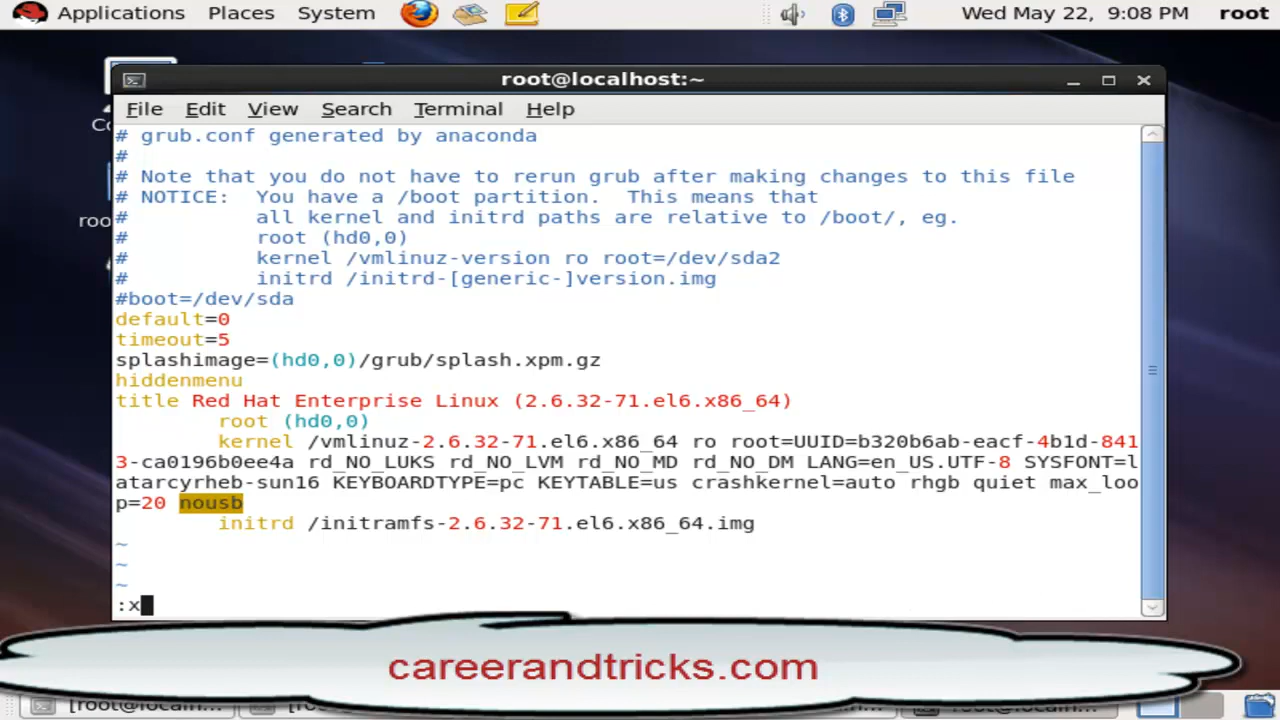 Applications Places System Wed May 22, 9:08 PM root
root@localhost:~
File Edit View Search Terminal Help
# grub.conf generated by anaconda
#
# Note that you do not have to rerun grub after making changes to this file
# NOTICE:  You have a /boot partition.  This means that
#          all kernel and initrd paths are relative to /boot/, eg.
#          root (hd0,0)
#          kernel /vmlinuz-version ro root=/dev/sda2
#          initrd /initrd-[generic-]version.img
#boot=/dev/sda
default=0
timeout=5
splashimage=(hd0,0)/grub/splash.xpm.gz
hiddenmenu
title Red Hat Enterprise Linux (2.6.32-71.el6.x86_64)
        root (hd0,0)
        kernel /vmlinuz-2.6.32-71.el6.x86_64 ro root=UUID=b320b6ab-eacf-4b1d-841
3-ca0196b0ee4a rd_NO_LUKS rd_NO_LVM rd_NO_MD rd_NO_DM LANG=en_US.UTF-8 SYSFONT=l
atarcyrheb-sun16 KEYBOARDTYPE=pc KEYTABLE=us crashkernel=auto rhgb quiet max_loo
p=20 nousb
        initrd /initramfs-2.6.32-71.el6.x86_64.img
~
~
~
:x
careerandtricks.com